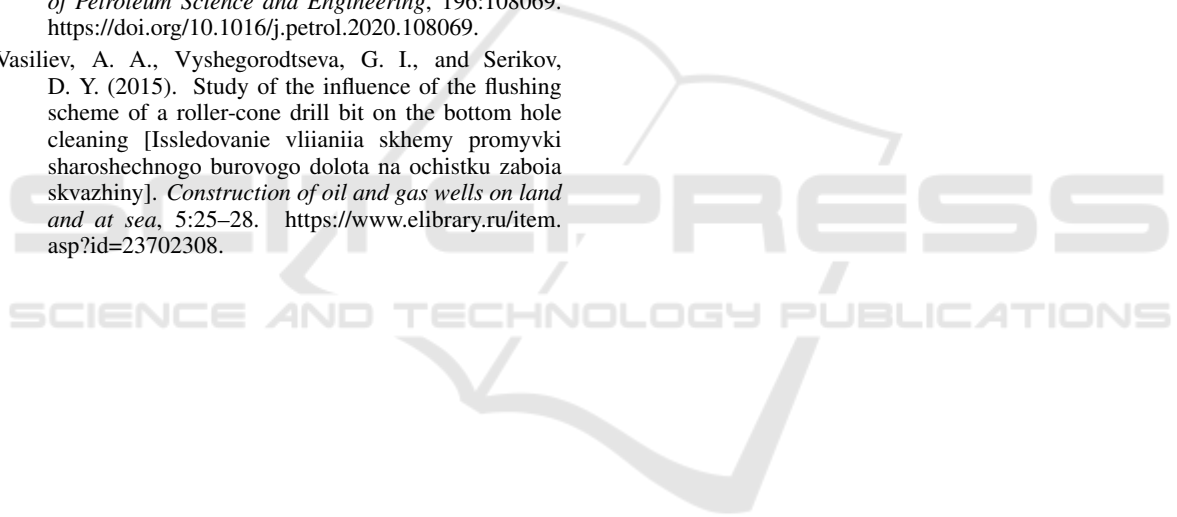 of Petroleum Science and Engineering, 196:108069.
https://doi.org/10.1016/j.petrol.2020.108069.
Vasiliev, A. A., Vyshegorodtseva, G. I., and Serikov,
D. Y. (2015). Study of the influence of the flushing
scheme of a roller-cone drill bit on the bottom hole
cleaning [Issledovanie vliianiia skhemy promyvki
sharoshechnogo burovogo dolota na ochistku zaboia
skvazhiny]. Construction of oil and gas wells on land
and at sea, 5:25–28. https://www.elibrary.ru/item.
asp?id=23702308.
SCITEPRESS
SCIENCE AND TECHNOLOGY PUBLICATIONS